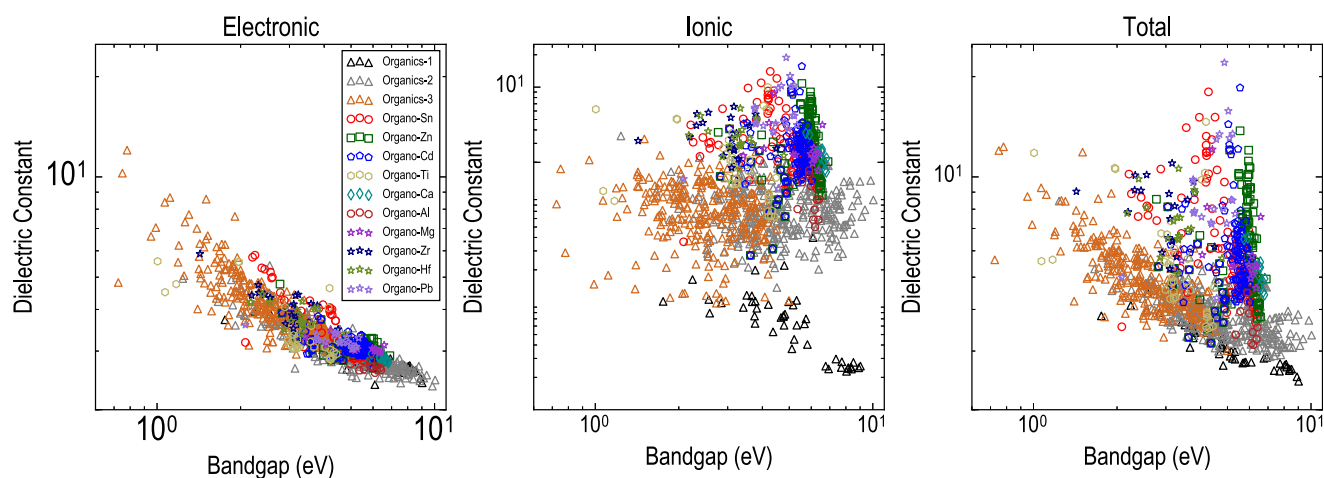 Electronic
Ionic
Total
Dielectric Constant
10¹
10⁰
10¹
Bandgap (eV)
Organics-1
Organics-2
Organics-3
Organo-Sn
Organo-Zn
Organo-Cd
Organo-Ti
Organo-Ca
Organo-Al
Organo-Mg
Organo-Zr
Organo-Hf
Organo-Pb
Dielectric Constant
10¹
10⁰
10¹
Bandgap (eV)
Dielectric Constant
10¹
10⁰
10¹
Bandgap (eV)